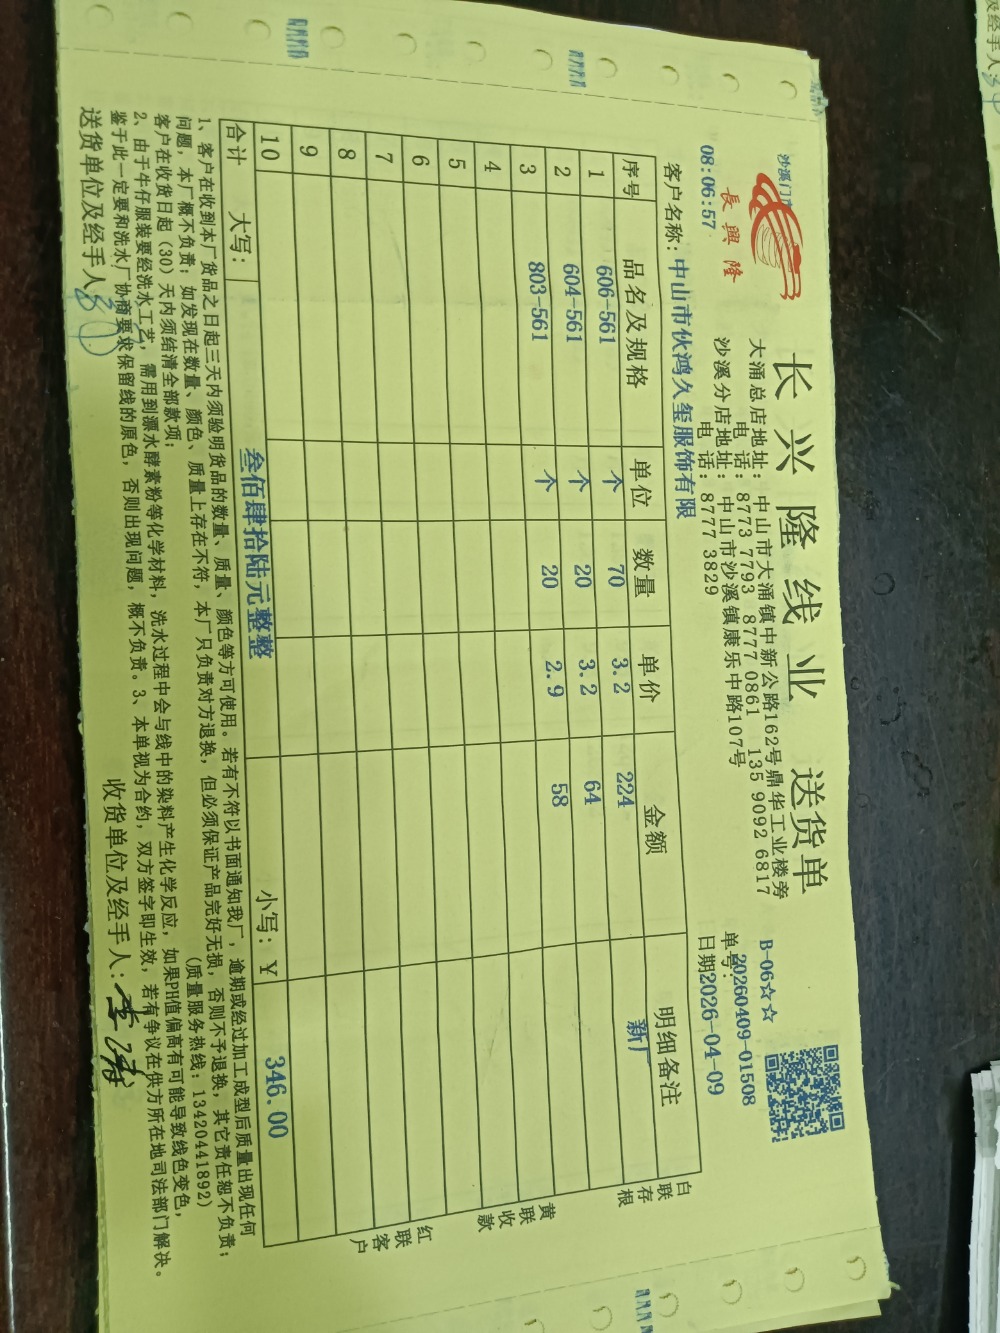 长兴隆线业 送货单
沙溪门
長興隆
08:06:57
大涌总店地址: 中山市大涌镇中新公路162号鼎华工业楼旁
电 话: 8773 7793 8777 0861 135 9092 6817
沙溪分店地址: 中山市沙溪镇康乐中路107号
电 话: 8777 3829
B-06☆☆
单号:20260409-01508
日期2026-04-09
客户名称: 中山市伙鸿久玺服饰有限
序号 品名及规格 单位 数量 单价 金额 明细备注
1 606-561 个 70 3.2 224 新厂
2 604-561 个 20 3.2 64
3 803-561 个 20 2.9 58
4
5
6
7
8
9
10
合计 大写: 叁佰肆拾陆元整整 小写: ¥ 346.00
白联存根
黄联收款
红联客户
1、客户在收到本厂货品之日起三天内须验明货品的数量、质量、颜色等方可使用。若有不符以书面通知我厂,逾期或经过加工成型后质量出现任何
问题,本厂概不负责;如发现在数量、颜色、质量上存在不符,本厂只负责对方退换,但必须保证产品完好无损,否则不予退换,其它责任恕不负责;
客户在收货日起(30)天内须结清全部款项; (质量服务热线:13420441892)
2、由于牛仔服装要经洗水工艺,需用到漂水酵素粉等化学材料,洗水过程中会与线中的染料产生化学反应,如果PH值偏高有可能导致线色变色,
鉴于此一定要和洗水厂协商要求保留线的原色,否则出现问题,概不负责。3、本单视为合约,双方签字即生效,若有争议在供方所在地司法部门解决。
送货单位及经手人: 收货单位及经手人:
及经手人